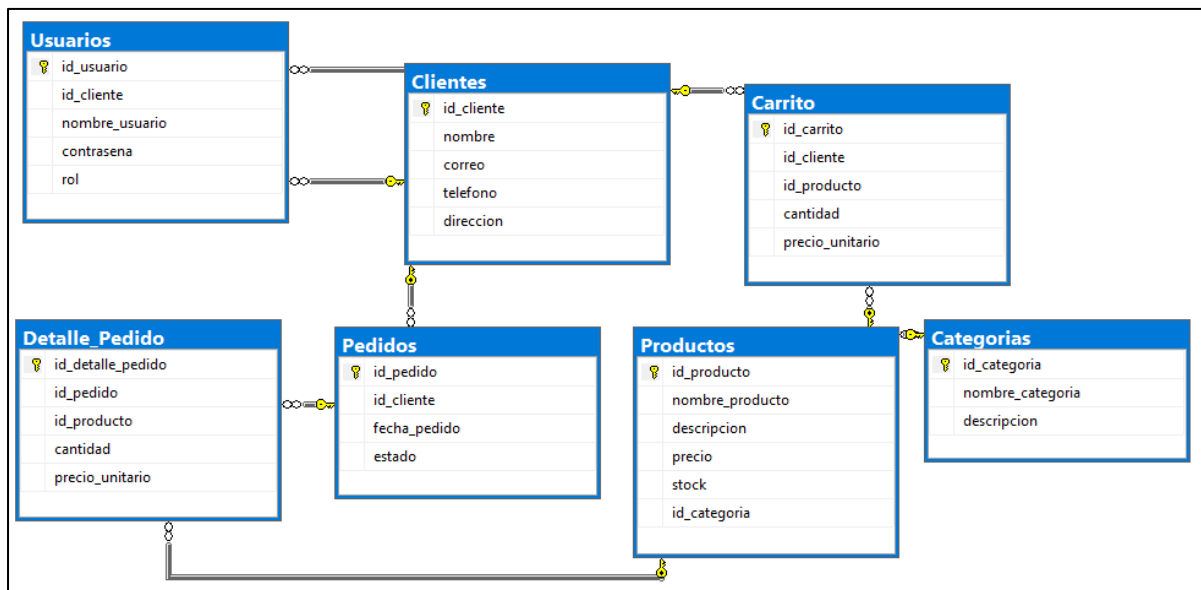 Usuarios
id_usuario
id_cliente
nombre_usuario
contrasena
rol
Clientes
id_cliente
nombre
correo
telefono
direccion
Carrito
id_carrito
id_cliente
id_producto
cantidad
precio_unitario
Detalle_Pedido
id_detalle_pedido
id_pedido
id_producto
cantidad
precio_unitario
Pedidos
id_pedido
id_cliente
fecha_pedido
estado
Productos
id_producto
nombre_producto
descripcion
precio
stock
id_categoria
Categorias
id_categoria
nombre_categoria
descripcion